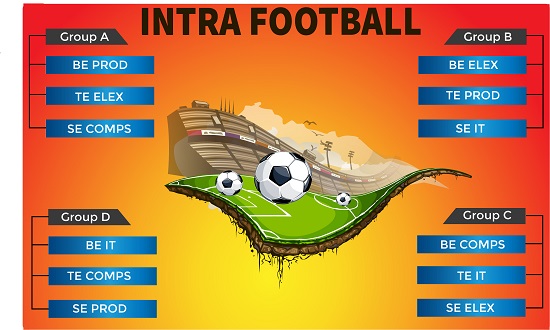 INTRA FOOTBALL
Group A
BE PROD
TE ELEX
SE COMPS
Group B
BE ELEX
TE PROD
SE IT
Group D
BE IT
TE COMPS
SE PROD
Group C
BE COMPS
TE IT
SE ELEX